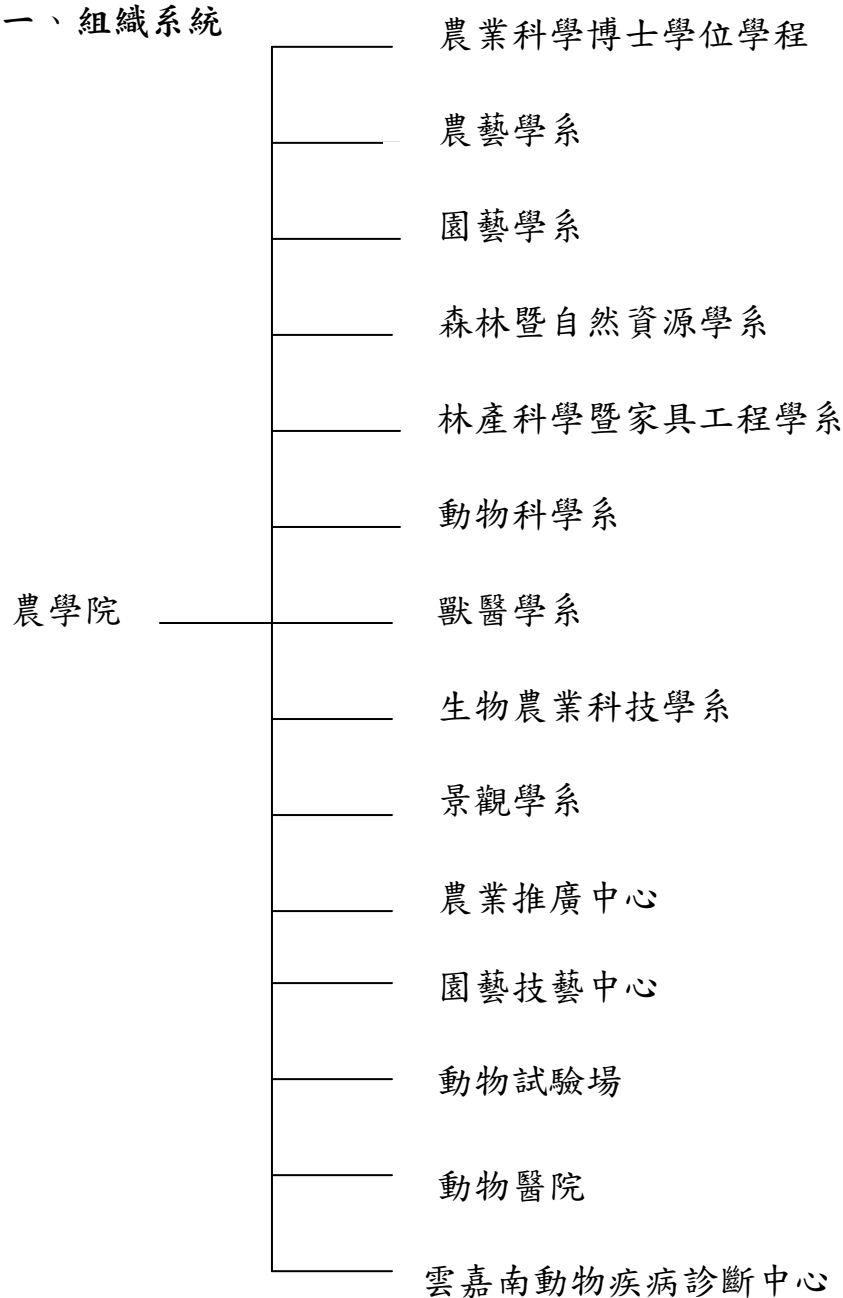 一、組織系統
農業科學博士學位學程
農藝學系
園藝學系
森林暨自然資源學系
林產科學暨家具工程學系
動物科學系
農學院
獸醫學系
生物農業科技學系
景觀學系
農業推廣中心
園藝技藝中心
動物試驗場
動物醫院
雲嘉南動物疾病診斷中心